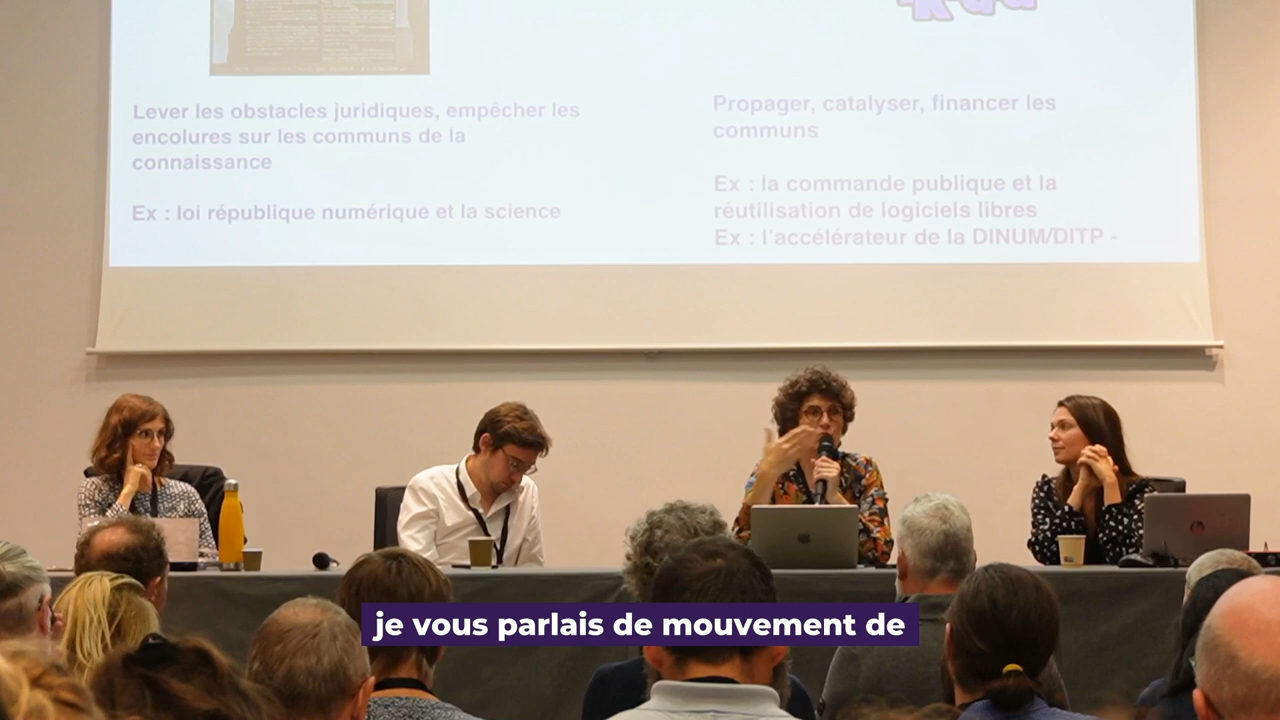 Lever les obstacles juridiques, empêcher les
encolures sur les communs de la
connaissance
Ex : loi république numérique et la science
Propager, catalyser, financer les
communs
Ex : la commande publique et la
réutilisation de logiciels libres
Ex : l'accélérateur de la DINUM/DITP -
je vous parlais de mouvement de